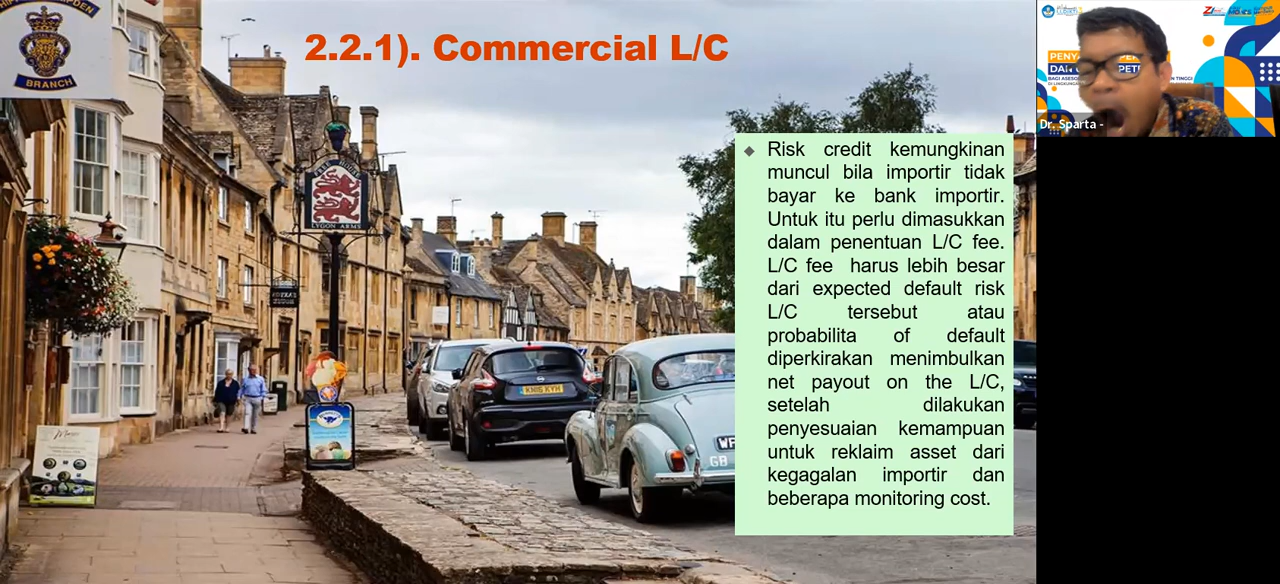 2.2.1). Commercial L/C
BRANCH
LYGON ARMS
KN16 KYV
GB
Risk credit kemungkinan
muncul bila importir tidak
bayar ke bank importir.
Untuk itu perlu dimasukkan
dalam penentuan L/C fee.
L/C fee harus lebih besar
dari expected default risk
L/C tersebut atau
probabilita of default
diperkirakan menimbulkan
net payout on the L/C,
setelah dilakukan
penyesuaian kemampuan
untuk reklaim asset dari
kegagalan importir dan
beberapa monitoring cost.
Dr. Sparta -